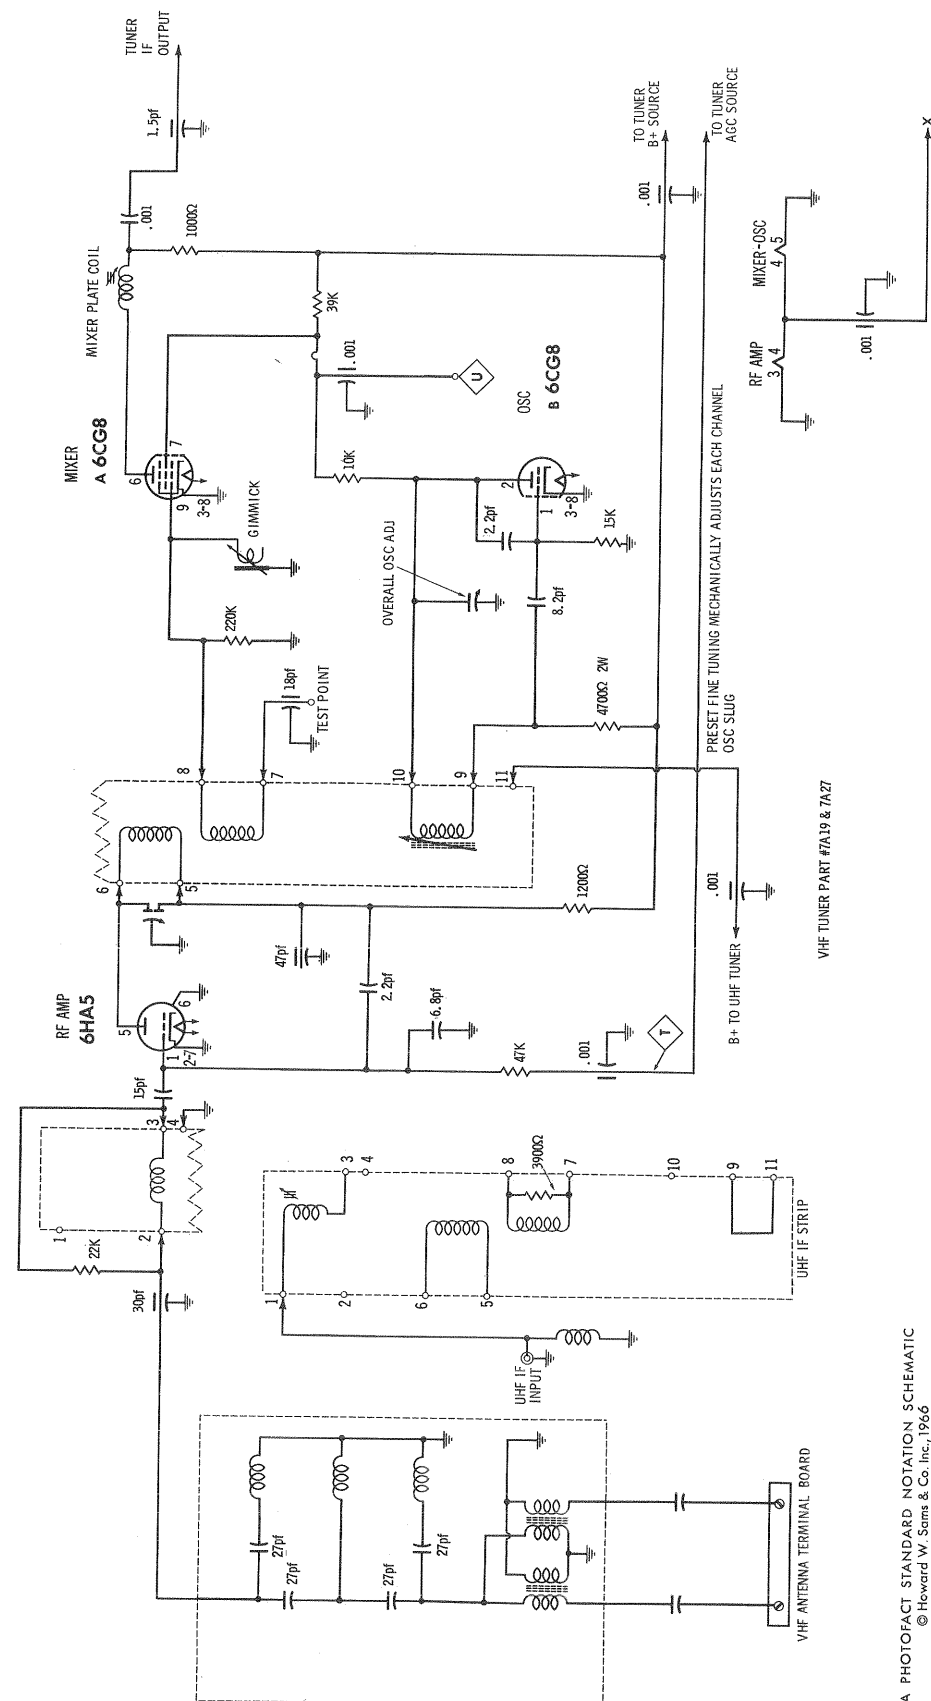 TUNER
IF
OUTPUT
1.5pf
.001
1000Ω
MIXER PLATE COIL
39K
.001
U
TO TUNER
B+ SOURCE
.001
TO TUNER
AGC SOURCE
MIXER
A 6CG8
6
7
9
3-8
GIMMICK
220K
OSC
B 6CG8
10K
2
1
3-8
2.2pf
15K
OVERALL OSC ADJ
8.2pf
4700Ω 2W
18pf
TEST POINT
8
7
10
9
11
6
5
PRESET FINE TUNING MECHANICALLY ADJUSTS EACH CHANNEL
OSC SLUG
RF AMP
3 4
MIXER-OSC
4 5
.001
X
RF AMP
6HA5
5
6
1
2-7
47pf
2.2pf
6.8pf
1200Ω
47K
.001
T
.001
B+ TO UHF TUNER
VHF TUNER PART #7A19 & 7A27
15pf
3
4
1
2
22K
30pf
3
4
8
3900Ω
7
10
9
11
1
2
6
5
UHF IF STRIP
UHF IF
INPUT
27pf
27pf
27pf
27pf
VHF ANTENNA TERMINAL BOARD
A PHOTOFACT STANDARD NOTATION SCHEMATIC
© Howard W. Sams & Co. Inc., 1966